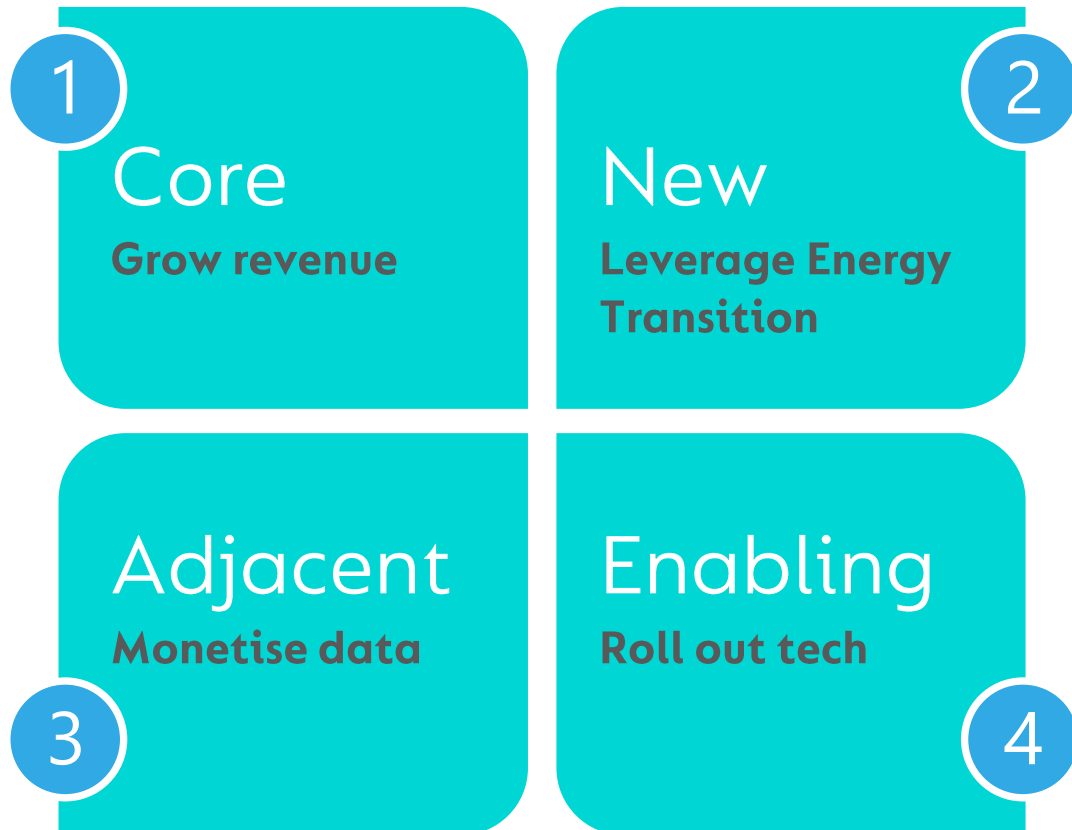 1
Core
Grow revenue
2
New
Leverage Energy
Transition
3
Adjacent
Monetise data
4
Enabling
Roll out tech